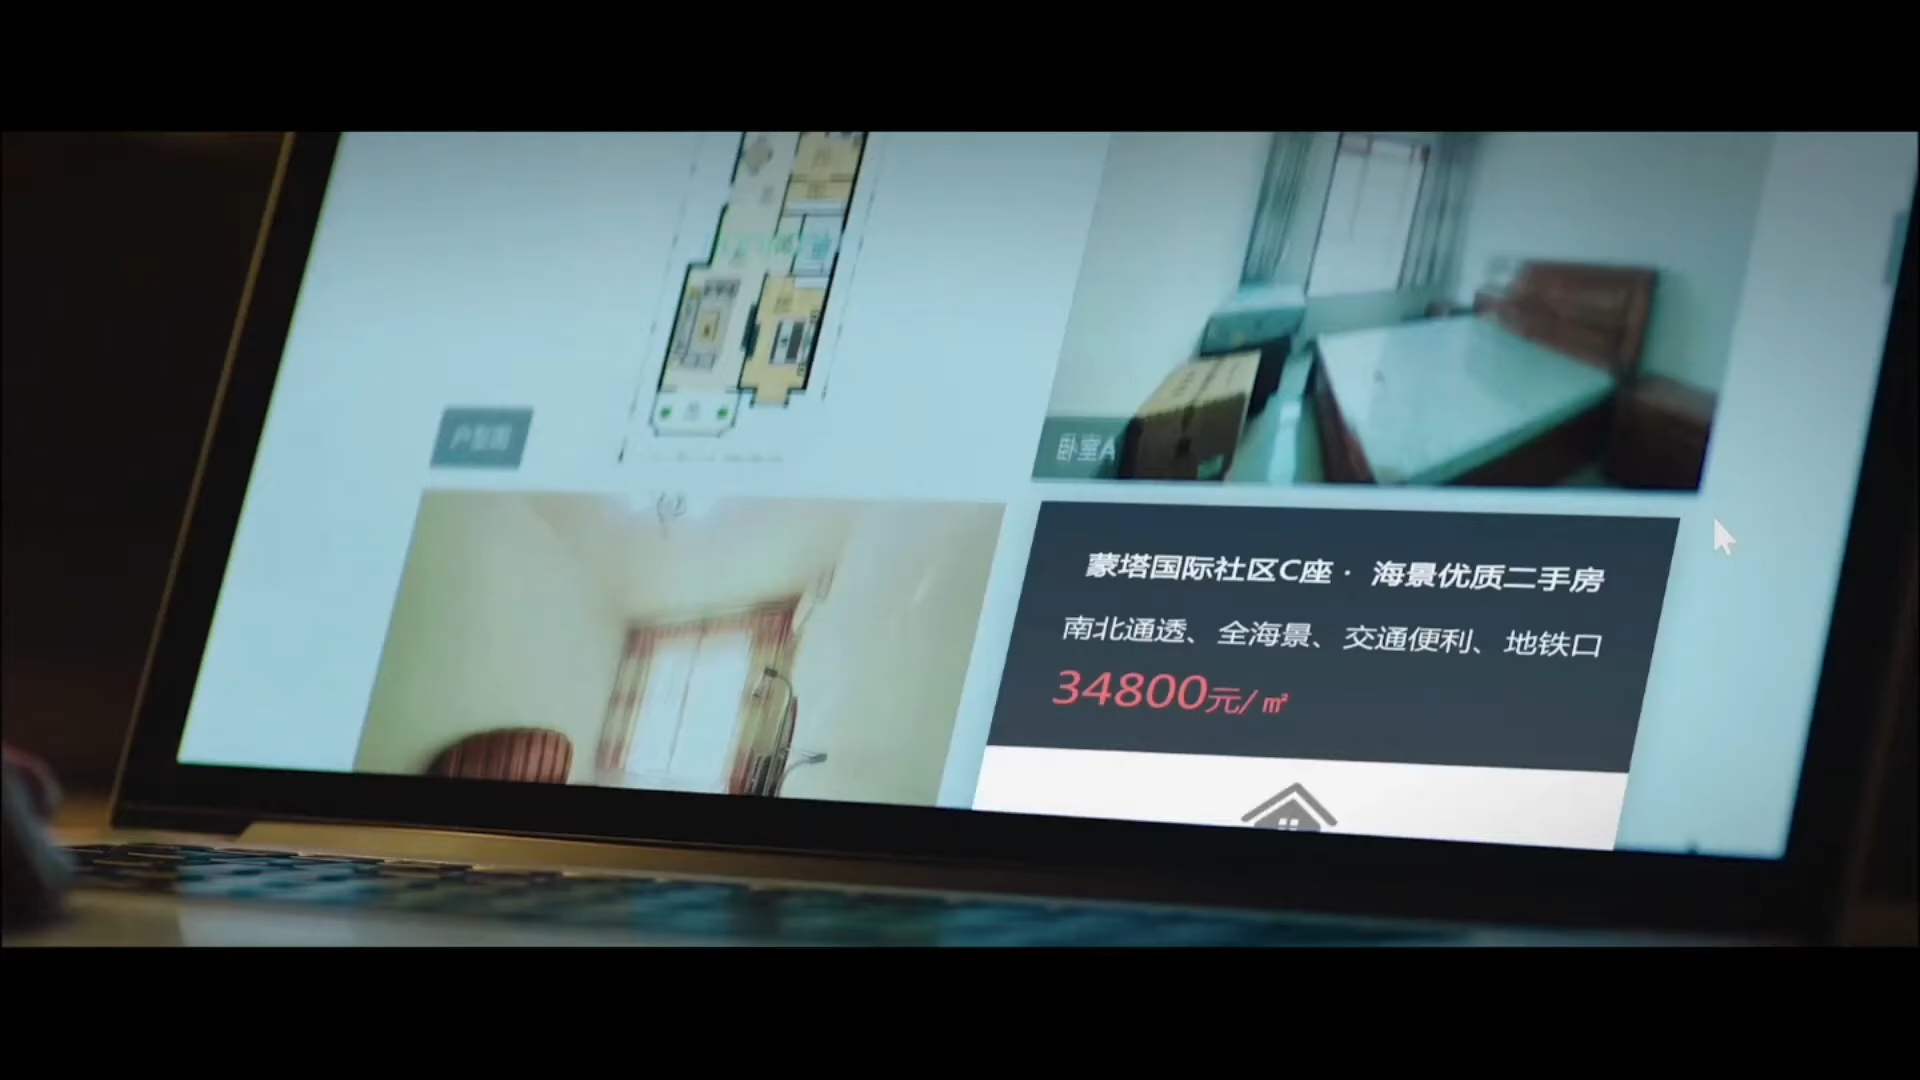 户型图
卧室A
蒙塔国际社区C座 · 海景优质二手房
南北通透、全海景、交通便利、地铁口
34800元/㎡